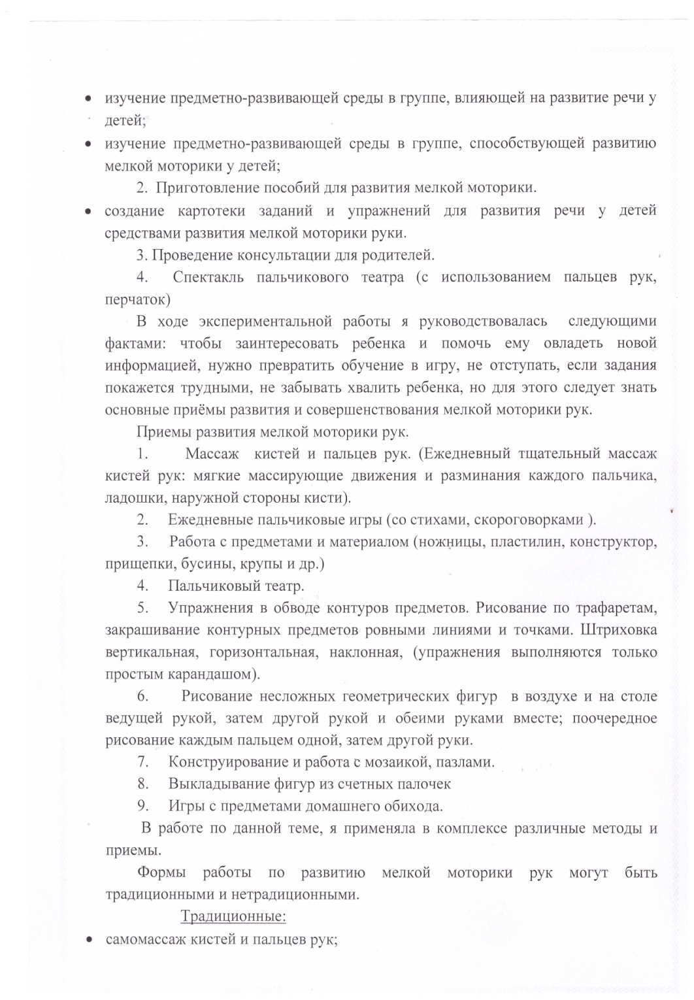 • изучение предметно-развивающей среды в группе, влияющей на развитие речи у
детей;
• изучение предметно-развивающей среды в группе, способствующей развитию
мелкой моторики у детей;
2. Приготовление пособий для развития мелкой моторики.
• создание картотеки заданий и упражнений для развития речи у детей
средствами развития мелкой моторики руки.
3. Проведение консультации для родителей.
4. Спектакль пальчикового театра (с использованием пальцев рук,
перчаток)
В ходе экспериментальной работы я руководствовалась следующими
фактами: чтобы заинтересовать ребенка и помочь ему овладеть новой
информацией, нужно превратить обучение в игру, не отступать, если задания
покажется трудными, не забывать хвалить ребенка, но для этого следует знать
основные приёмы развития и совершенствования мелкой моторики рук.
Приемы развития мелкой моторики рук.
1. Массаж кистей и пальцев рук. (Ежедневный тщательный массаж
кистей рук: мягкие массирующие движения и разминания каждого пальчика,
ладошки, наружной стороны кисти).
2. Ежедневные пальчиковые игры (со стихами, скороговорками ).
3. Работа с предметами и материалом (ножницы, пластилин, конструктор,
прищепки, бусины, крупы и др.)
4. Пальчиковый театр.
5. Упражнения в обводе контуров предметов. Рисование по трафаретам,
закрашивание контурных предметов ровными линиями и точками. Штриховка
вертикальная, горизонтальная, наклонная, (упражнения выполняются только
простым карандашом).
6. Рисование несложных геометрических фигур в воздухе и на столе
ведущей рукой, затем другой рукой и обеими руками вместе; поочередное
рисование каждым пальцем одной, затем другой руки.
7. Конструирование и работа с мозаикой, пазлами.
8. Выкладывание фигур из счетных палочек
9. Игры с предметами домашнего обихода.
В работе по данной теме, я применяла в комплексе различные методы и
приемы.
Формы работы по развитию мелкой моторики рук могут быть
традиционными и нетрадиционными.
Традиционные:
• самомассаж кистей и пальцев рук;